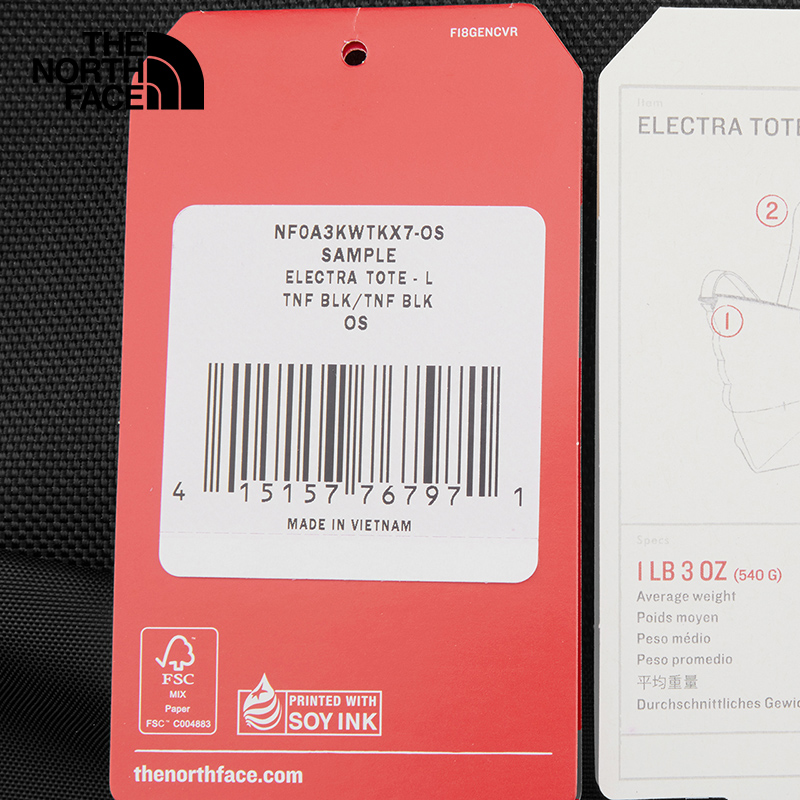 THE
NORTH
FACE
F18GENCVR
NF0A3KWTKX7-OS
SAMPLE
ELECTRA TOTE - L
TNF BLK/TNF BLK
OS
4 15157 76797 1
MADE IN VIETNAM
FSC
MIX
Paper
FSC™ C004883
PRINTED WITH
SOY INK
thenorthface.com
Item
ELECTRA TOTE
2
1
Specs
1 LB 3 OZ (540 G)
Average weight
Poids moyen
Peso médio
Peso promedio
平均重量
Durchschnittliches